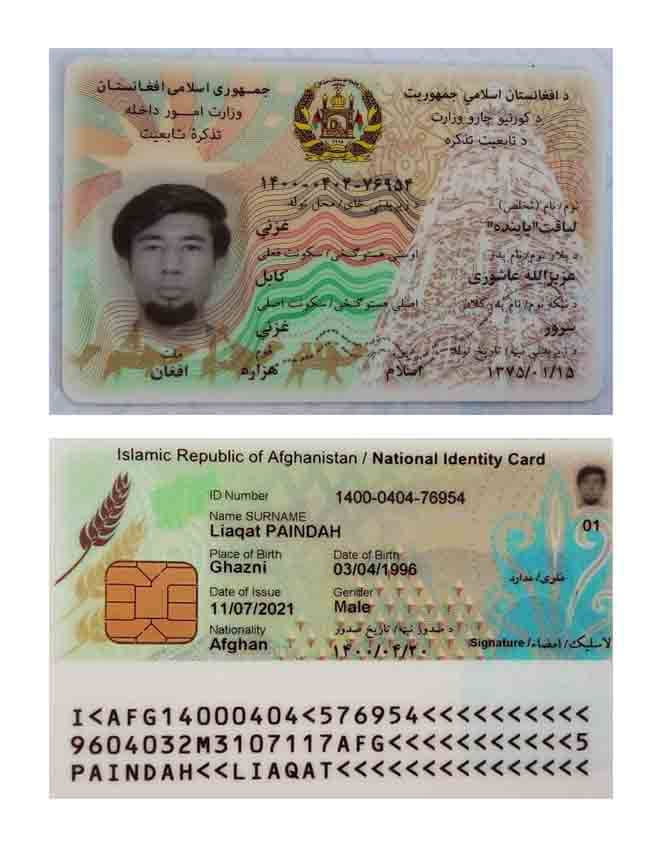 جمهوری اسلامی افغانستان
وزارت امور داخله
تذکرهٔ تابعیت
د افغانستان اسلامي جمهوریت
د کورنیو چارو وزارت
د تابعیت تذکره
۱۴۰۰-۰۴۰۴-۷۶۹۵۴
نوم/نام (شخص)
لیاقت"پاینده"
د زیږیدنې ځای/ محل تولد
غزني
د پلار نوم/ نام پدر
عزیزالله عاشوری
اوسنی هستوګنځی/ سکونت فعلی
کابل
د نیکه نوم/ نام پدرکلان
سرور
اصلي هستوګنځی/ سکونت اصلی
غزني
د زیږیدنې نېټه/ تاریخ تولد
۱۳۷۵/۰۱/۱۵
دین
اسلام
قوم
هزاره
ملت
افغان
Islamic Republic of Afghanistan / National Identity Card
ID Number 1400-0404-76954
Name SURNAME
Liaqat PAINDAH
01
Place of Birth Date of Birth
Ghazni 03/04/1996
Date of Issue Gender
11/07/2021 Male
Nationality د صدور نېټه/ تاریخ صدور
Afghan ۱۴۰۰/۰۴/۲۰
نلري/ ندارد
Signature / امضاء / لاسلیک
I<AFG14000404<576954<<<<<<<<<<
9604032M3107117AFG<<<<<<<<<<<5
PAINDAH<<LIAQAT<<<<<<<<<<<<<<<